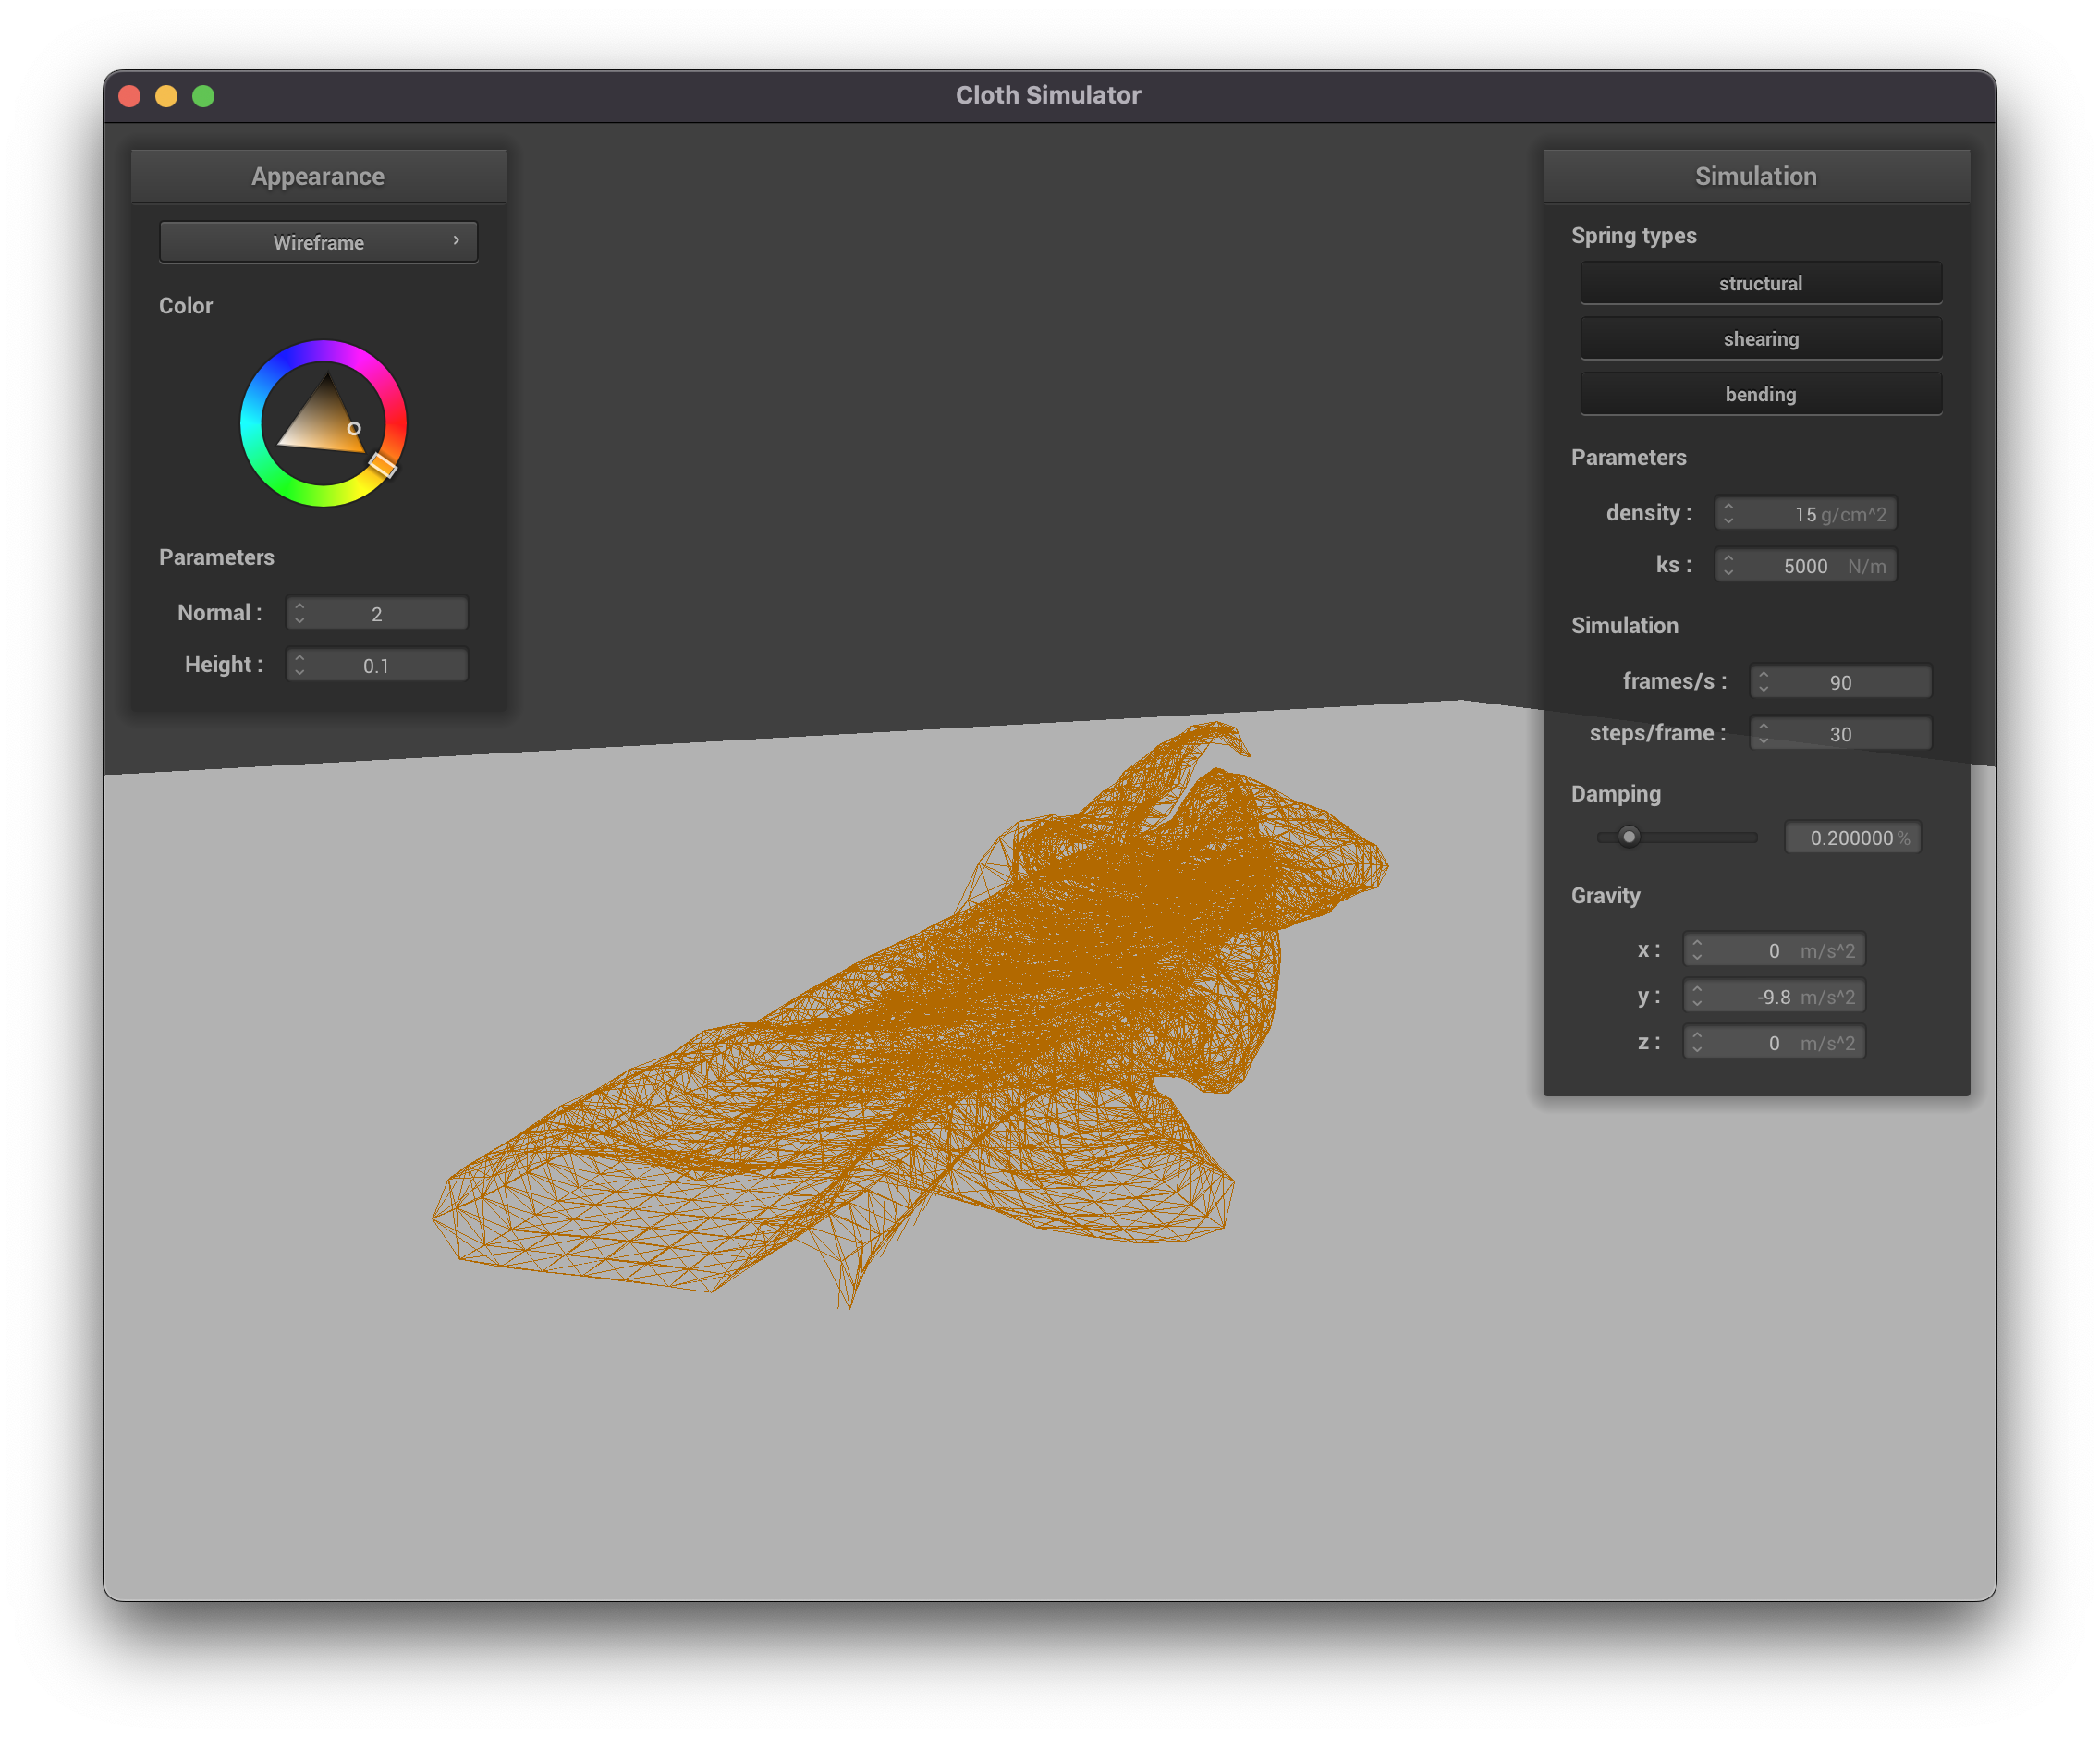 Cloth Simulator
Appearance
Wireframe
Color
Parameters
Normal : 2
Height : 0.1
Simulation
Spring types
structural
shearing
bending
Parameters
density : 15 g/cm^2
ks : 5000 N/m
Simulation
frames/s : 90
steps/frame : 30
Damping
0.200000 %
Gravity
x : 0 m/s^2
y : -9.8 m/s^2
z : 0 m/s^2